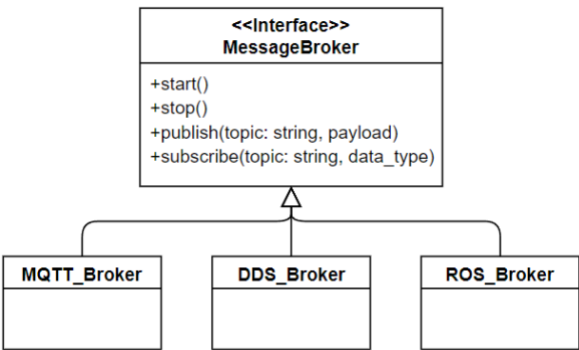 <<Interface>>
MessageBroker
+start()
+stop()
+publish(topic: string, payload)
+subscribe(topic: string, data_type)
MQTT_Broker
DDS_Broker
ROS_Broker